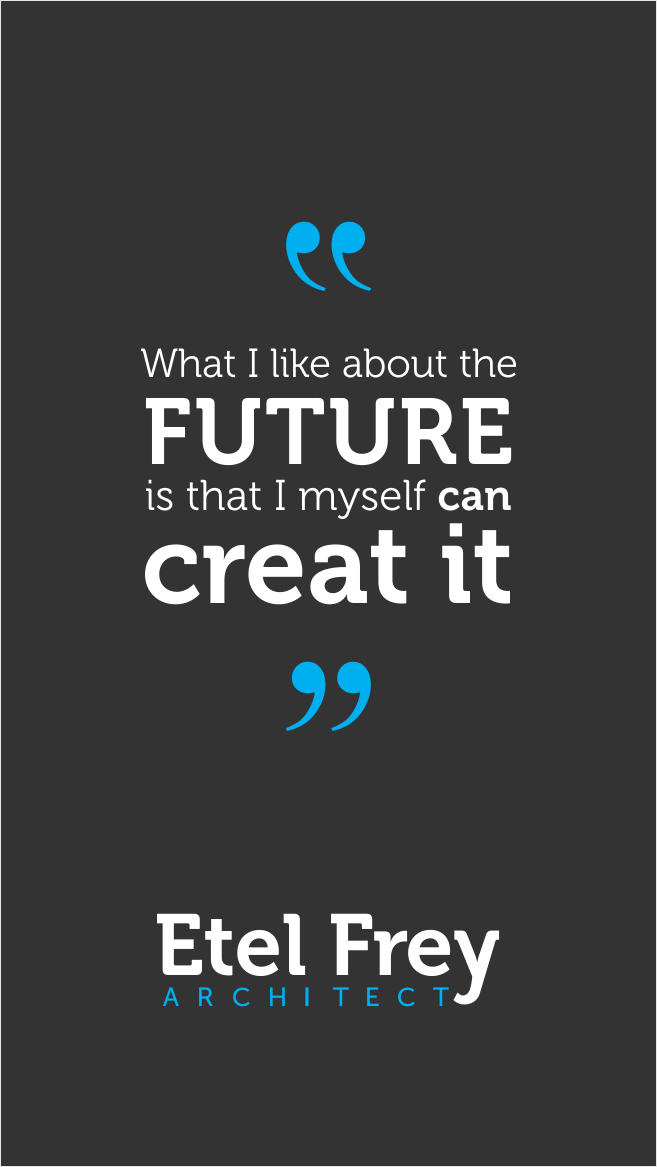 “
What I like about the
FUTURE
is that I myself can
creat it
”
Etel Frey
ARCHITECT